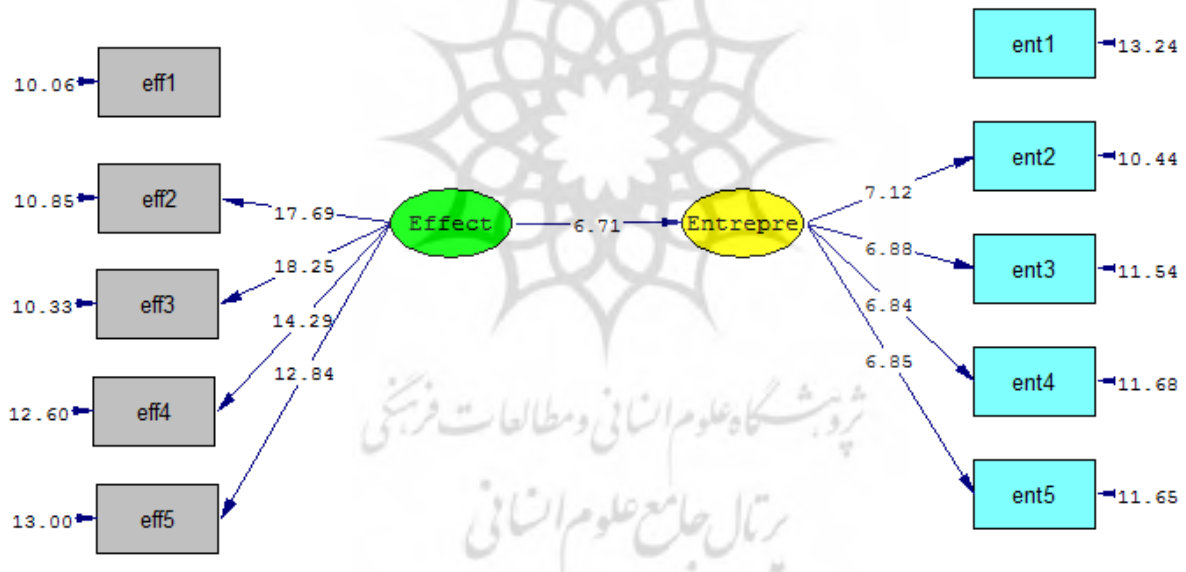 ent1
13.24
10.06
eff1
ent2
10.44
7.12
10.85
eff2
17.69
Effect
6.71
Entrepre
6.88
18.25
ent3
11.54
10.33
eff3
14.29
6.84
12.84
6.85
ent4
11.68
12.60
eff4
پژوهشگاه علوم انسانی و مطالعات فرهنگی
ent5
11.65
13.00
eff5
پرتال جامع علوم انسانی